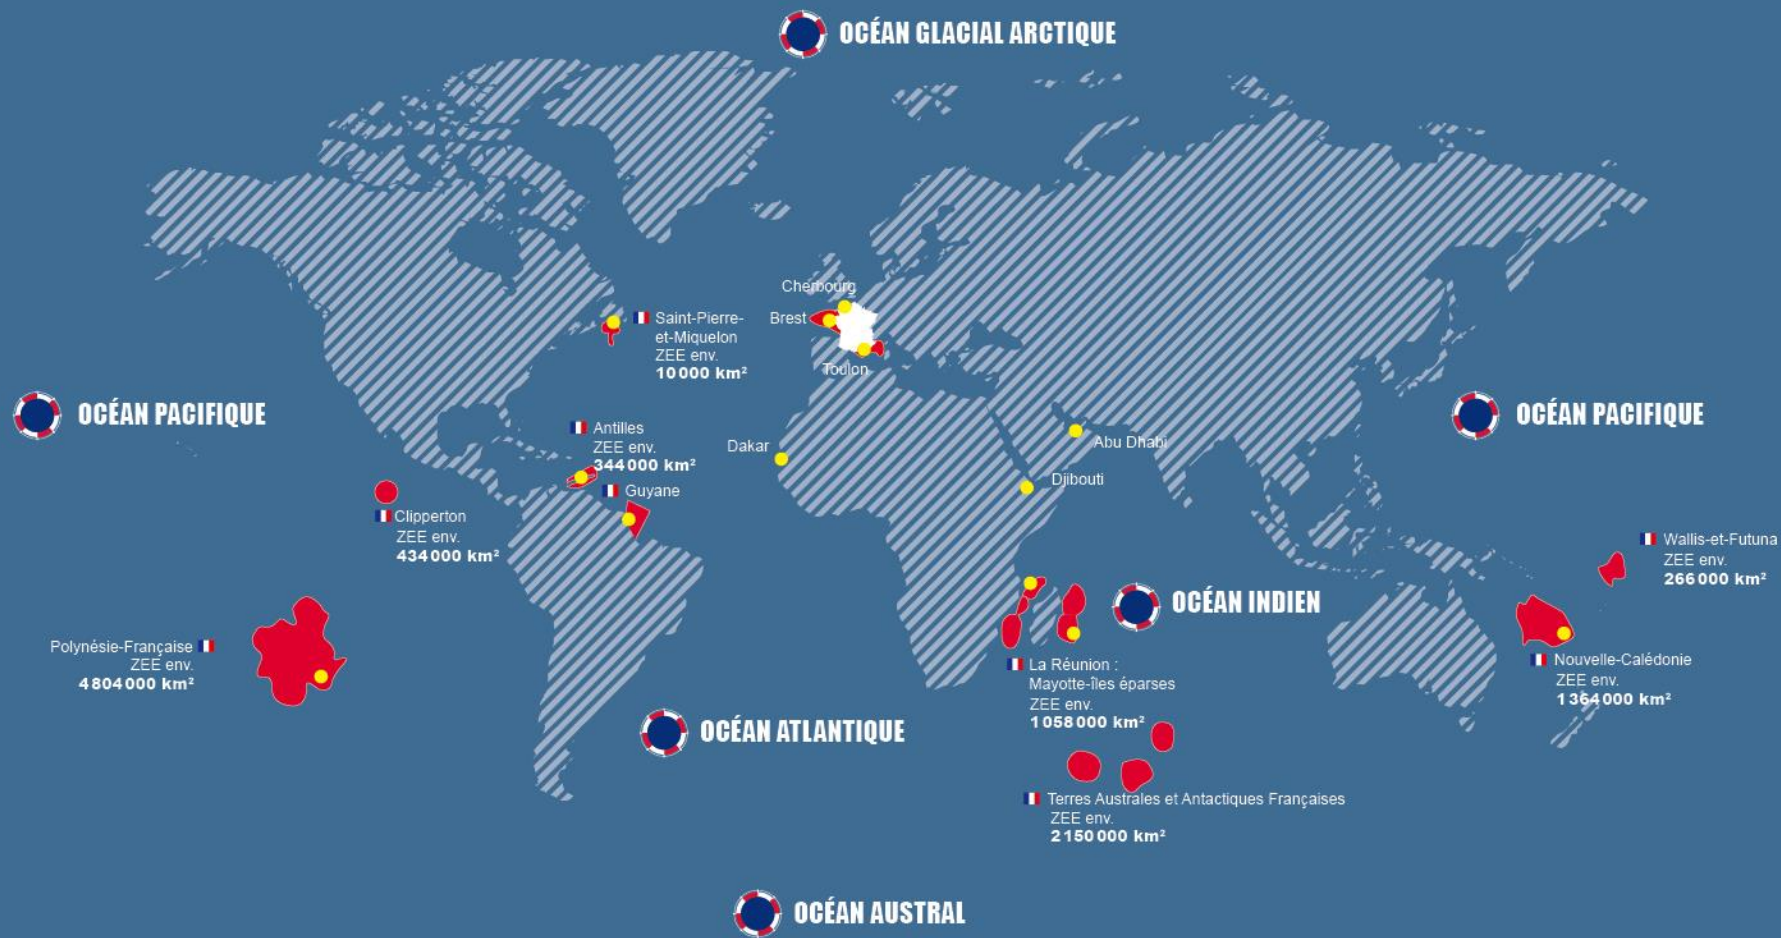 OCÉAN GLACIAL ARCTIQUE
Cherbourg
Brest
Toulon
Saint-Pierre-
et-Miquelon
ZEE env.
10 000 km²
OCÉAN PACIFIQUE
OCÉAN PACIFIQUE
Antilles
ZEE env.
344 000 km²
Guyane
Dakar
Abu Dhabi
Djibouti
Clipperton
ZEE env.
434 000 km²
Wallis-et-Futuna
ZEE env.
266 000 km²
OCÉAN INDIEN
Polynésie-Française
ZEE env.
4 804 000 km²
La Réunion :
Mayotte-îles éparses
ZEE env.
1 058 000 km²
Nouvelle-Calédonie
ZEE env.
1 364 000 km²
OCÉAN ATLANTIQUE
Terres Australes et Antactiques Françaises
ZEE env.
2 150 000 km²
OCÉAN AUSTRAL